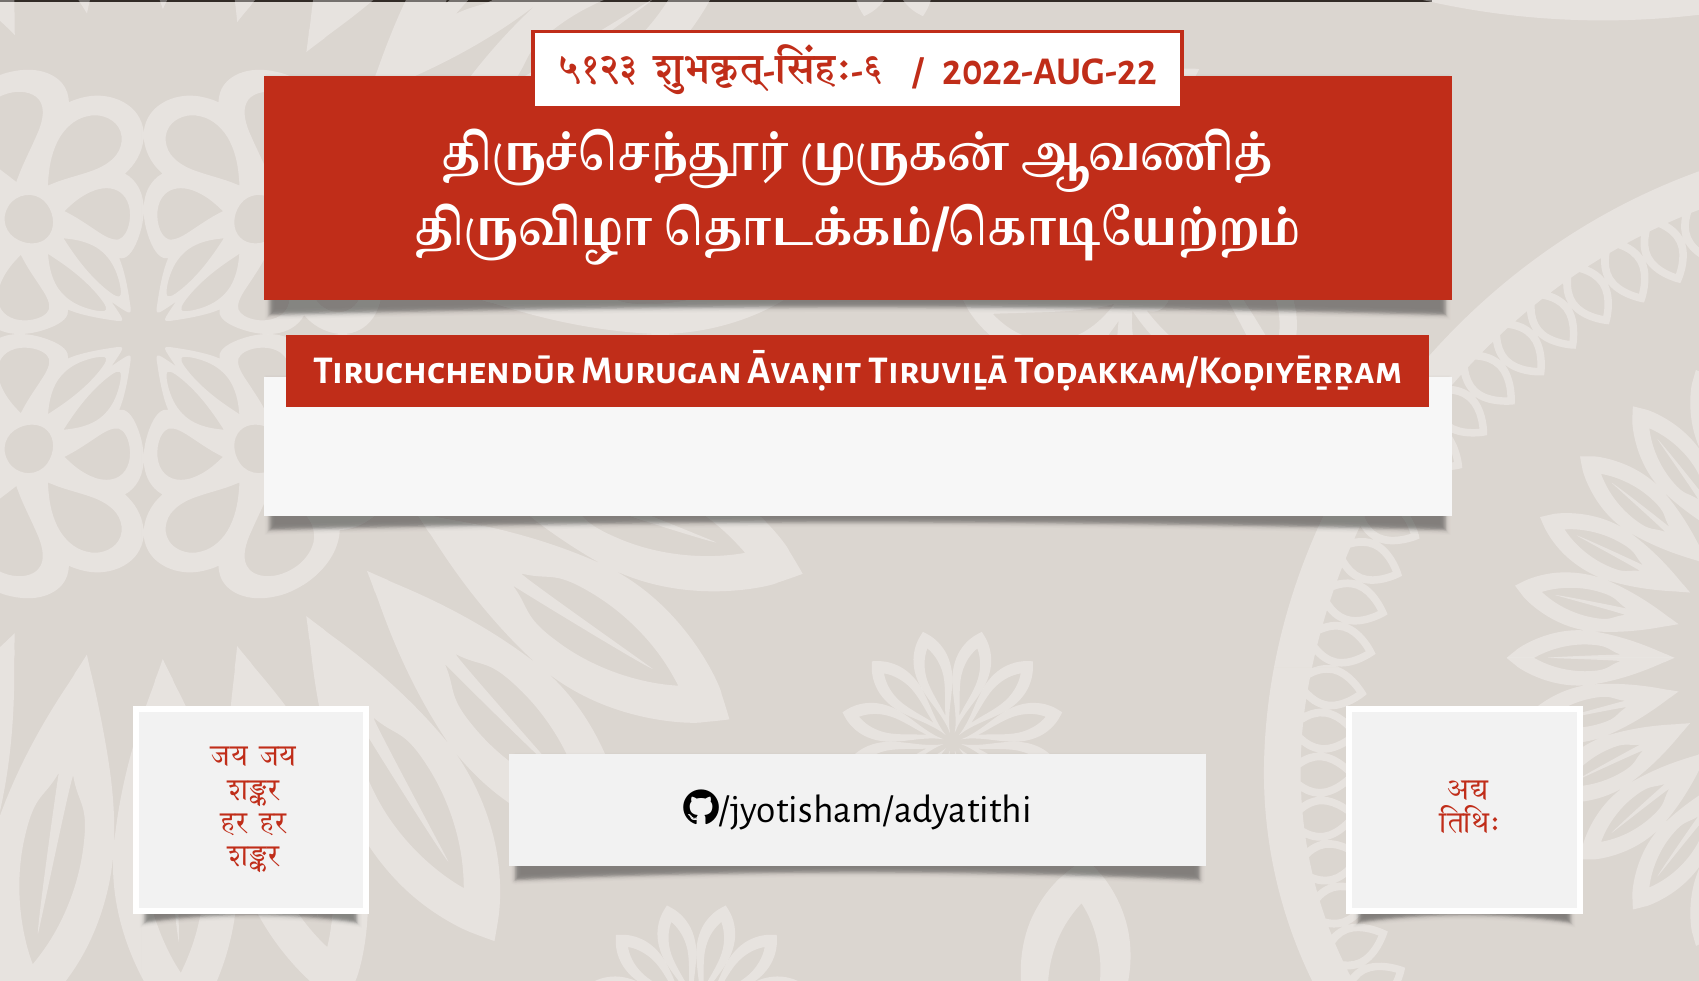 ५१२३ शुभकृत्-सिंहः-६ / 2022-AUG-22
திருச்செந்தூர் முருகன் ஆவணித்
திருவிழா தொடக்கம்/கொடியேற்றம்
Tiruchchendūr Murugan Āvaṇit Tiruviḻā Toḍakkam/Koḍiyēṟṟam
जय जय
शङ्कर
हर हर
शङ्कर
/jyotisham/adyatithi
अद्य
तिथिः